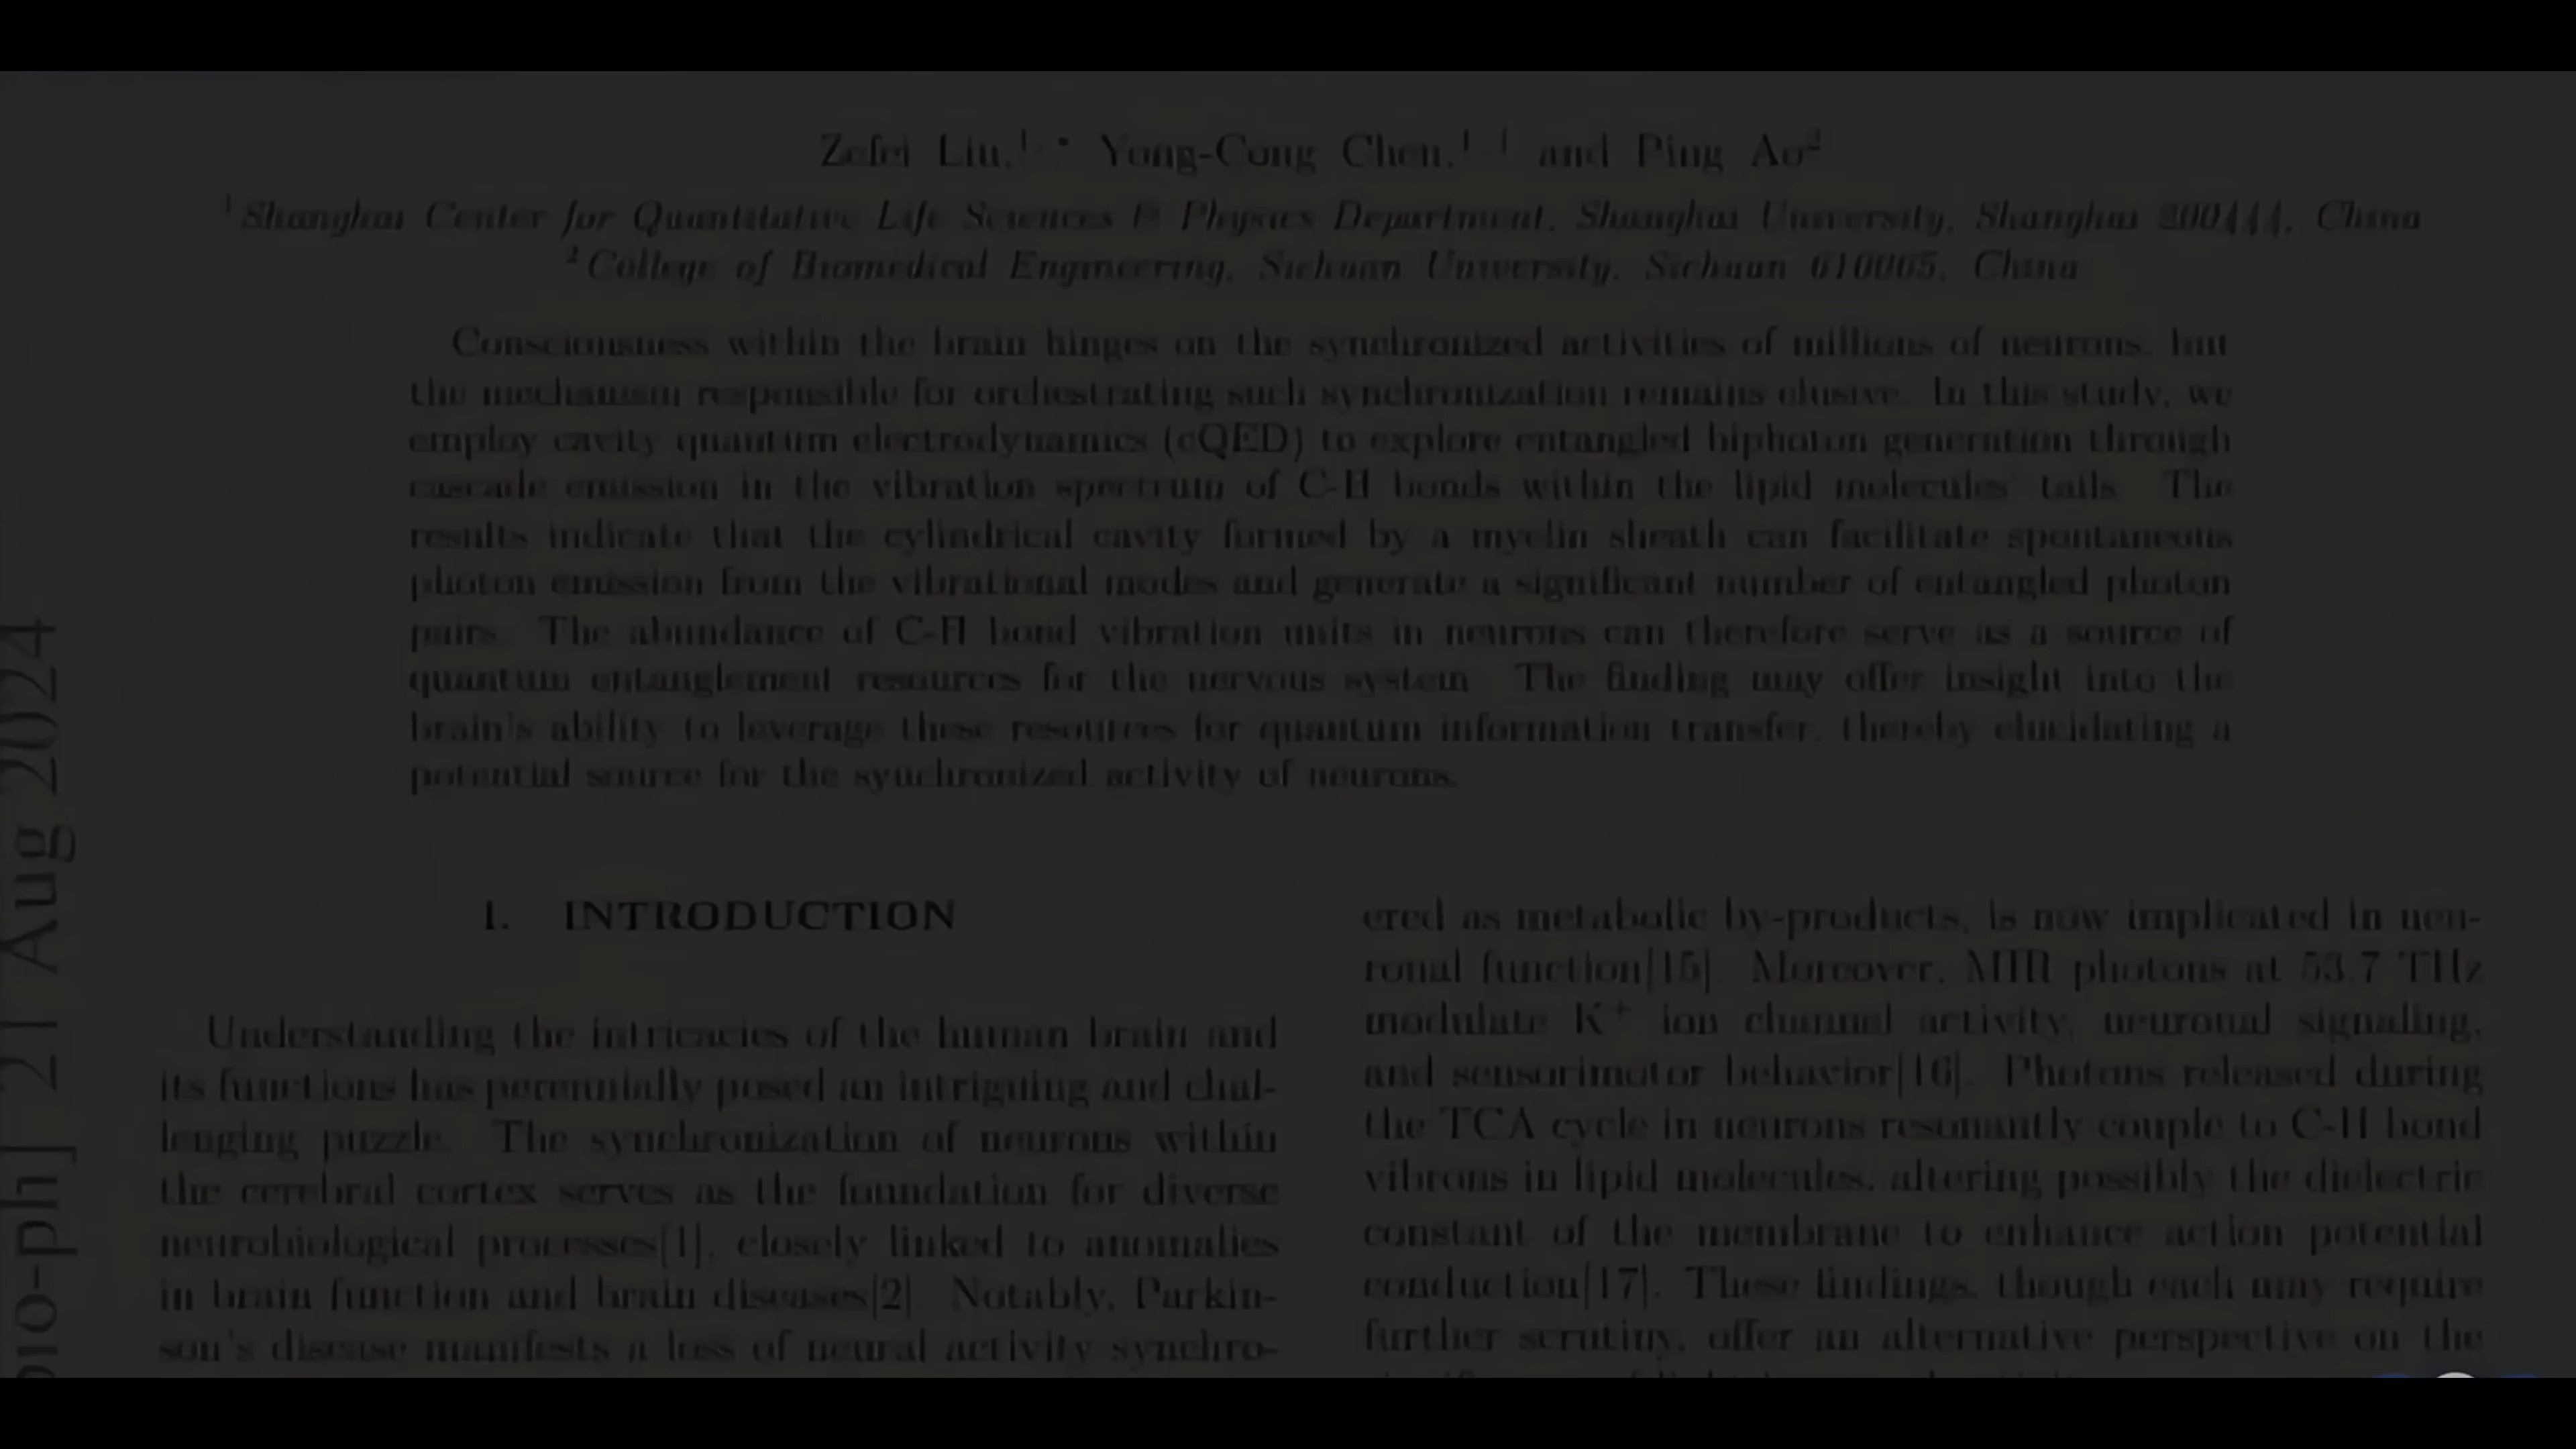 Zefei Liu,1, * Yong-Cong Chen,1, † and Ping Ao2
1Shanghai Center for Quantitative Life Sciences & Physics Department, Shanghai University, Shanghai 200444, China
2College of Biomedical Engineering, Sichuan University, Sichuan 610065, China
Consciousness within the brain hinges on the synchronized activities of millions of neurons, but
the mechanism responsible for orchestrating such synchronization remains elusive. In this study, we
employ cavity quantum electrodynamics (cQED) to explore entangled biphoton generation through
cascade emission in the vibration spectrum of C-H bonds within the lipid molecules' tails. The
results indicate that the cylindrical cavity formed by a myelin sheath can facilitate spontaneous
photon emission from the vibrational modes and generate a significant number of entangled photon
pairs. The abundance of C-H bond vibration units in neurons can therefore serve as a source of
quantum entanglement resources for the nervous system. The finding may offer insight into the
brain's ability to leverage these resources for quantum information transfer, thereby elucidating a
potential source for the synchronized activity of neurons.
I. INTRODUCTION
Understanding the intricacies of the human brain and
its functions has perennially posed an intriguing and chal-
lenging puzzle. The synchronization of neurons within
the cerebral cortex serves as the foundation for diverse
neurobiological processes[1], closely linked to anomalies
in brain function and brain diseases[2]. Notably, Parkin-
son's disease manifests a loss of neural activity synchro-
ered as metabolic by-products, is now implicated in neu-
ronal function[15]. Moreover, MIR photons at 53.7 THz
modulate K+ ion channel activity, neuronal signaling,
and sensorimotor behavior[16]. Photons released during
the TCA cycle in neurons resonantly couple to C-H bond
vibrons in lipid molecules, altering possibly the dielectric
constant of the membrane to enhance action potential
conduction[17]. These findings, though each may require
further scrutiny, offer an alternative perspective on the
bio-ph] 21 Aug 2024